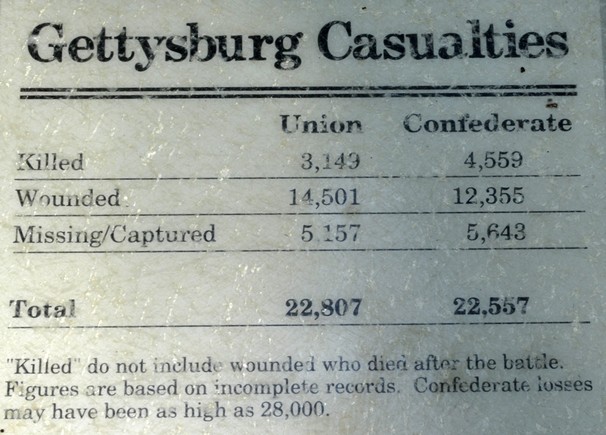 Gettysburg Casualties
Union Confederate
Killed 3,149 4,559
Wounded 14,501 12,355
Missing/Captured 5,157 5,643
Total 22,807 22,557
"Killed" do not include wounded who died after the battle.
Figures are based on incomplete records. Confederate losses
may have been as high as 28,000.